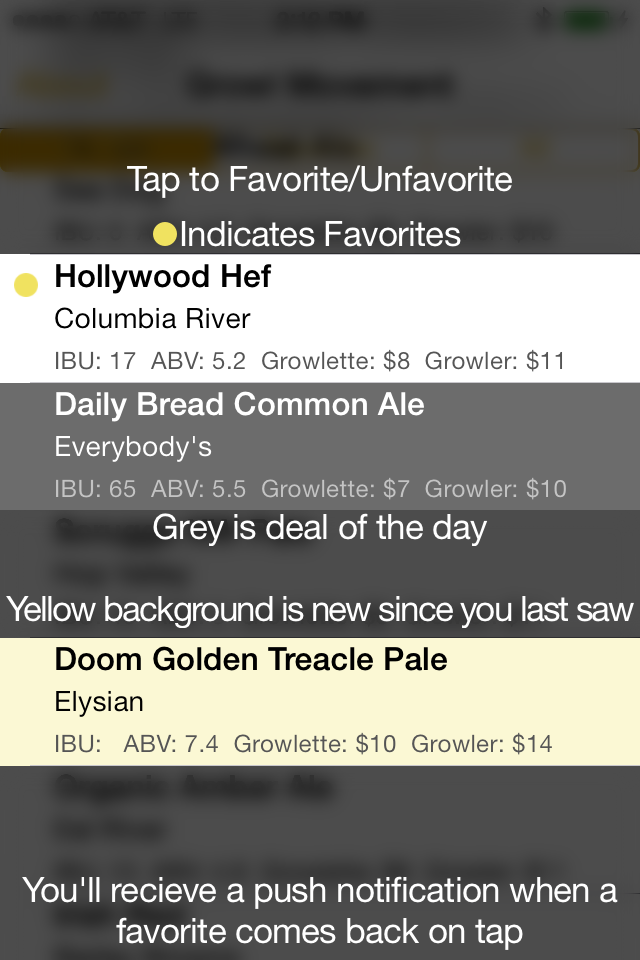 Tap to Favorite/Unfavorite
Indicates Favorites
Hollywood Hef
Columbia River
IBU: 17 ABV: 5.2 Growlette: $8 Growler: $11
Daily Bread Common Ale
Everybody's
IBU: 65 ABV: 5.5 Growlette: $7 Growler: $10
Grey is deal of the day
Yellow background is new since you last saw
Doom Golden Treacle Pale
Elysian
IBU: ABV: 7.4 Growlette: $10 Growler: $14
Organic Amber Ale
You'll recieve a push notification when a
favorite comes back on tap